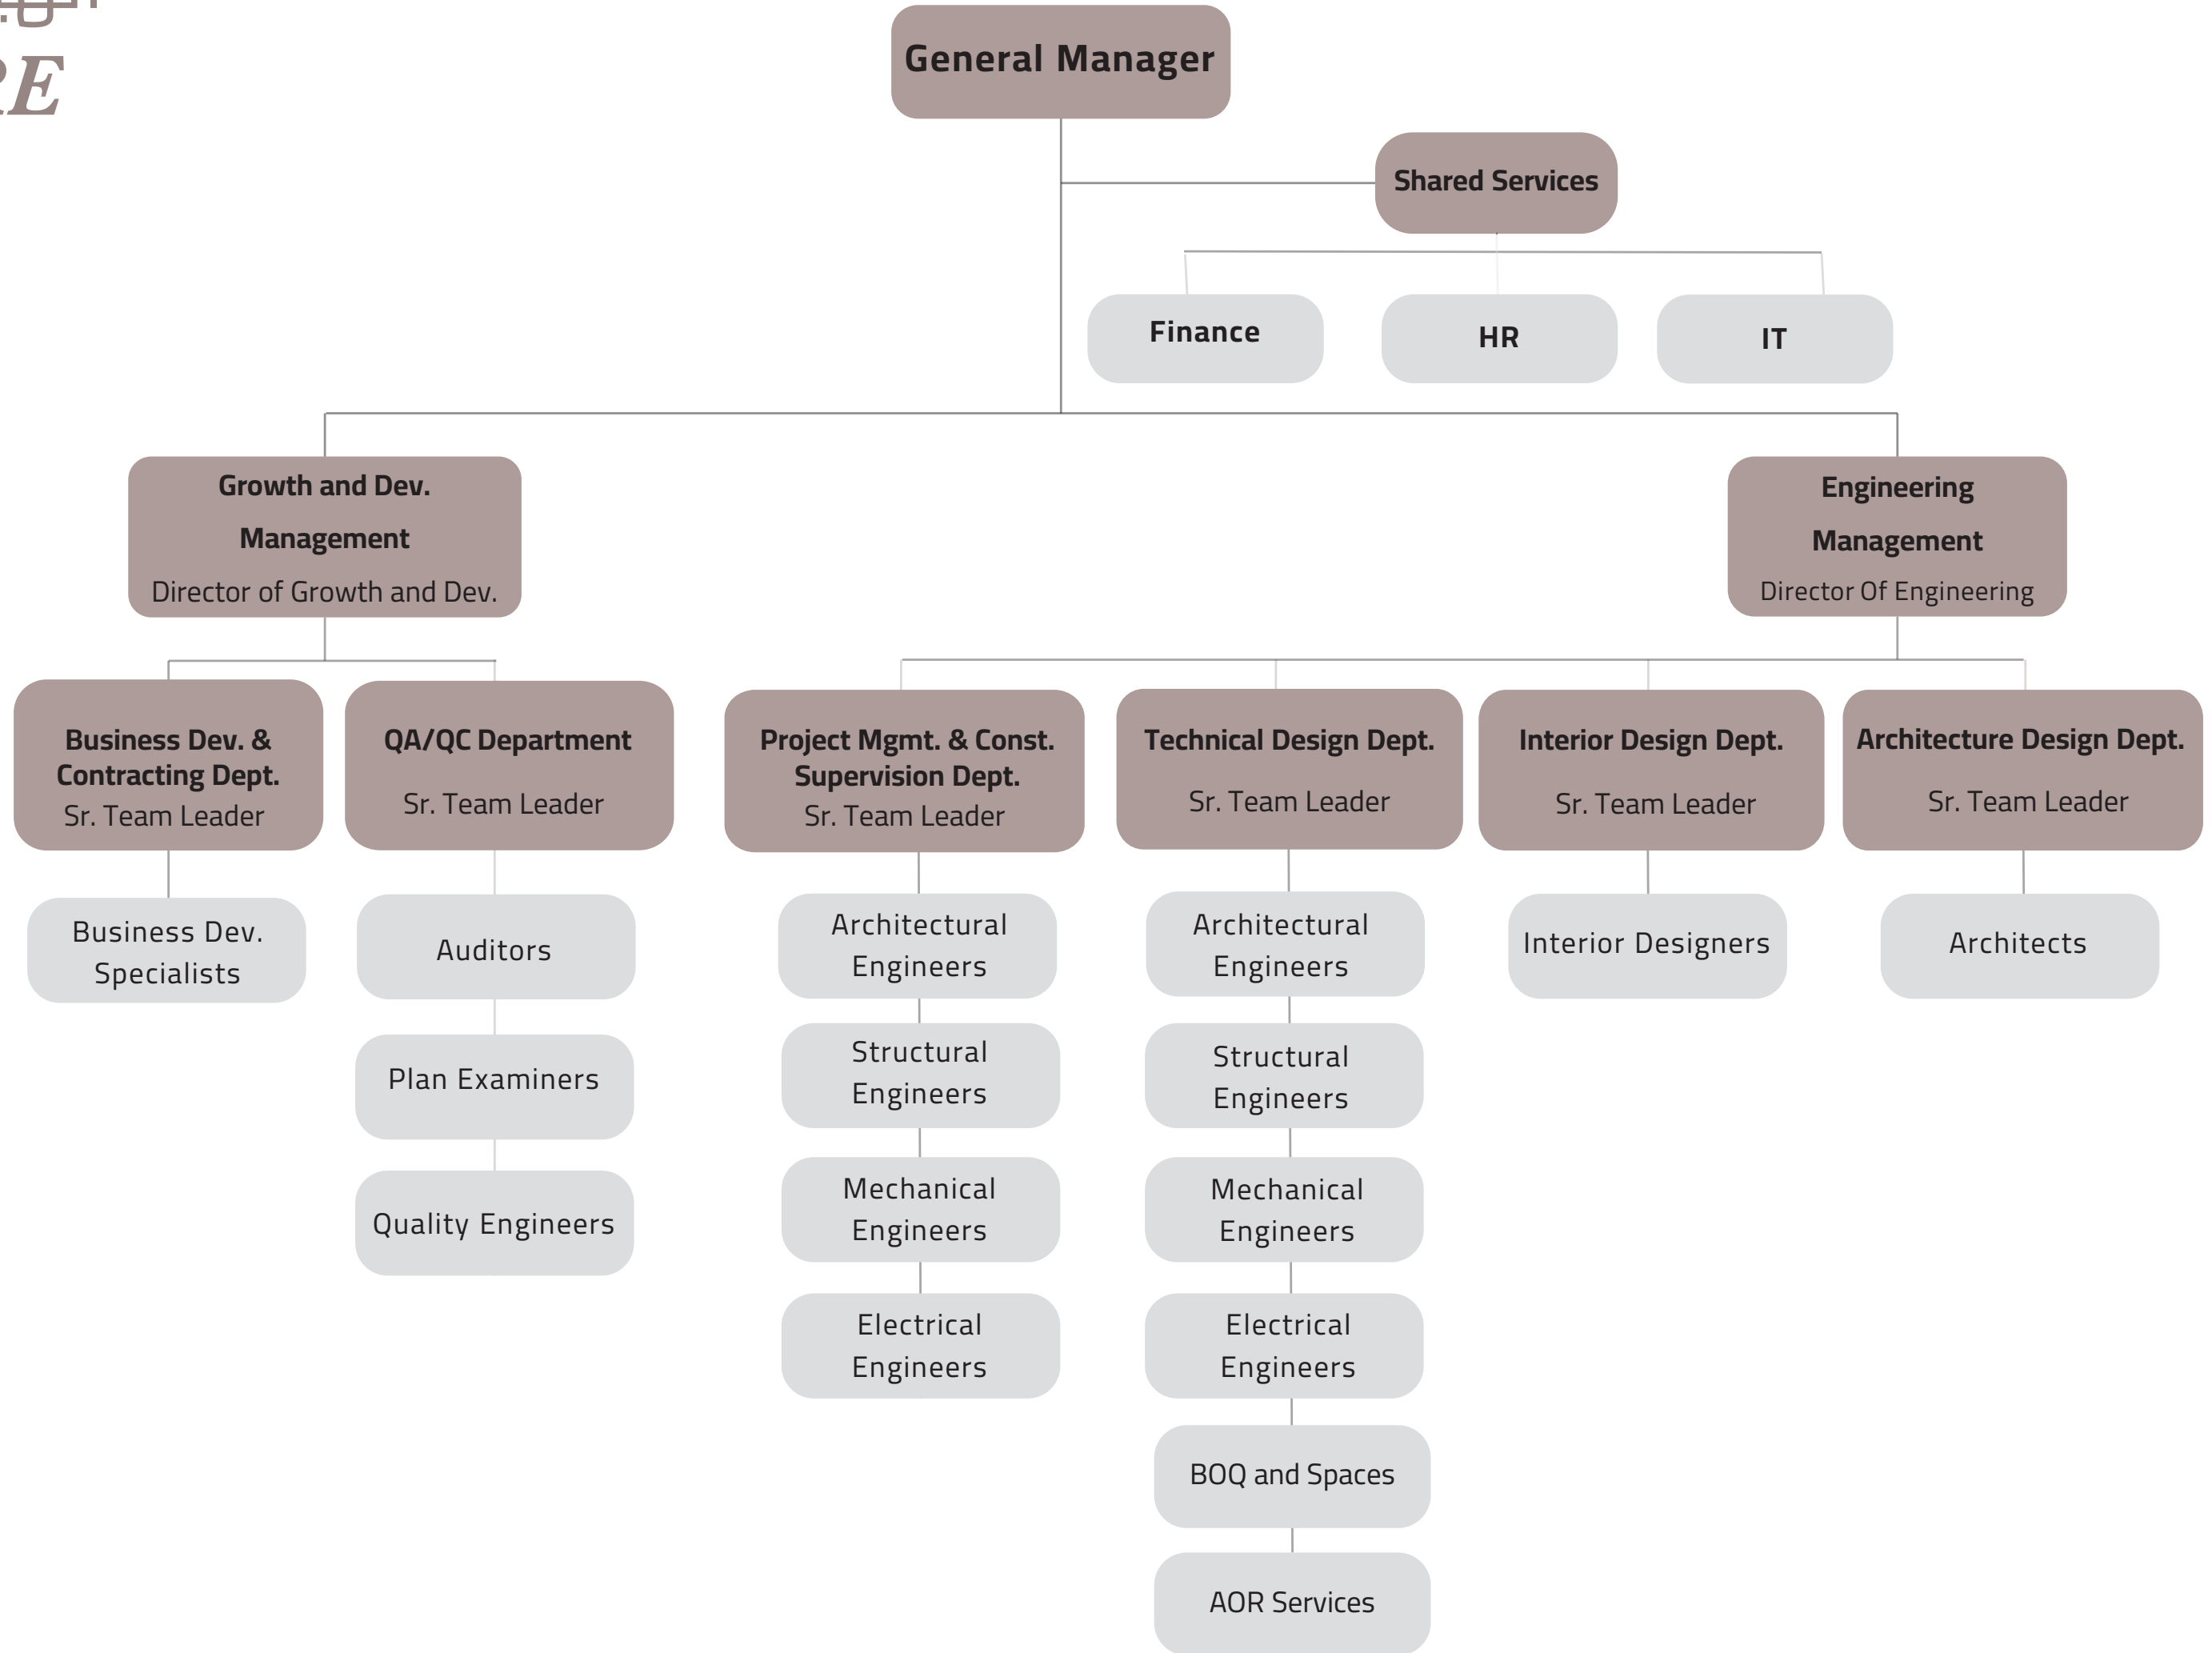 RE
General Manager
Shared Services
Finance
HR
IT
Growth and Dev.
Management
Director of Growth and Dev.
Engineering
Management
Director Of Engineering
Business Dev. &
Contracting Dept.
Sr. Team Leader
QA/QC Department
Sr. Team Leader
Project Mgmt. & Const.
Supervision Dept.
Sr. Team Leader
Technical Design Dept.
Sr. Team Leader
Interior Design Dept.
Sr. Team Leader
Architecture Design Dept.
Sr. Team Leader
Business Dev.
Specialists
Auditors
Plan Examiners
Quality Engineers
Architectural
Engineers
Structural
Engineers
Mechanical
Engineers
Electrical
Engineers
Architectural
Engineers
Structural
Engineers
Mechanical
Engineers
Electrical
Engineers
BOQ and Spaces
AOR Services
Interior Designers
Architects